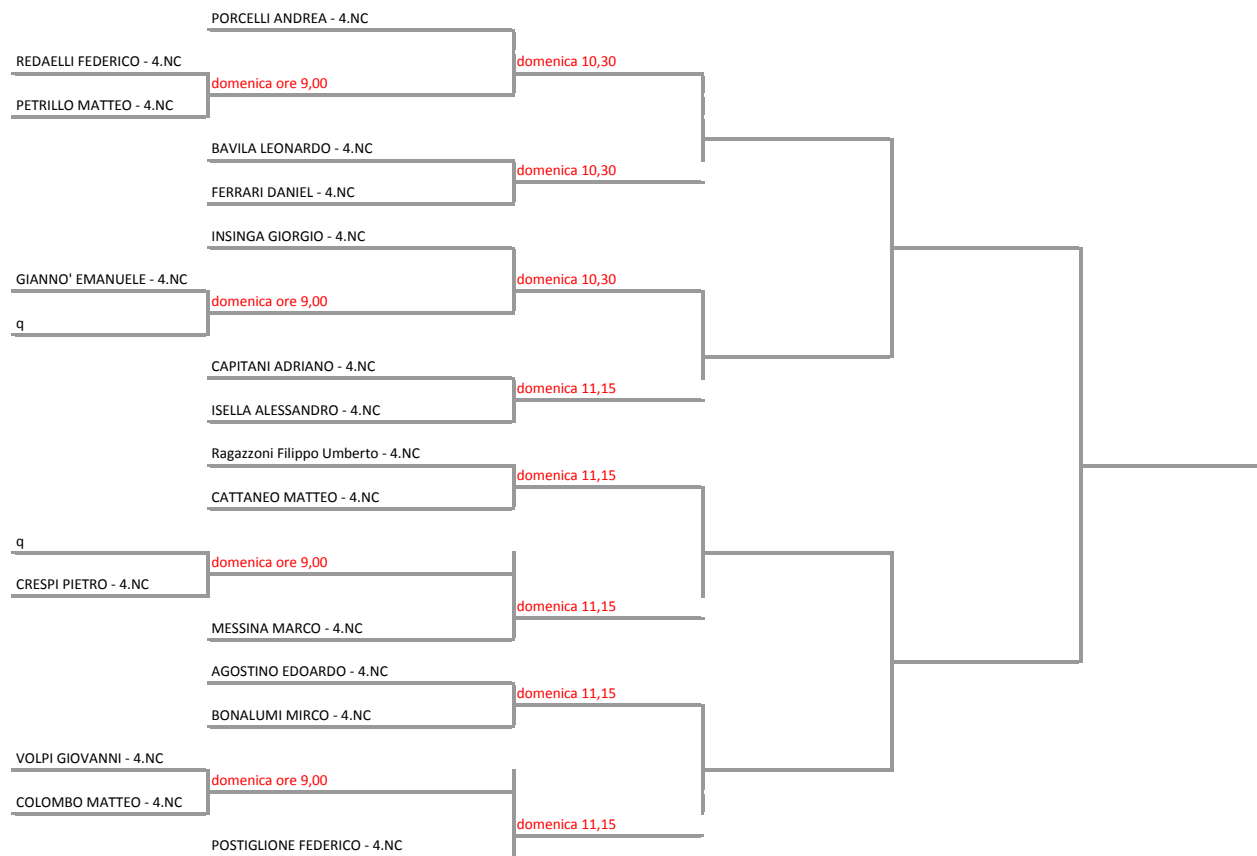 PORCELLI ANDREA - 4.NC
REDAELLI FEDERICO - 4.NC
domenica 10,30
domenica ore 9,00
PETRILLO MATTEO - 4.NC
BAVILA LEONARDO - 4.NC
domenica 10,30
FERRARI DANIEL - 4.NC
INSINGA GIORGIO - 4.NC
GIANNO' EMANUELE - 4.NC
domenica 10,30
domenica ore 9,00
q
CAPITANI ADRIANO - 4.NC
domenica 11,15
ISELLA ALESSANDRO - 4.NC
Ragazzoni Filippo Umberto - 4.NC
domenica 11,15
CATTANEO MATTEO - 4.NC
q
domenica ore 9,00
CRESPI PIETRO - 4.NC
domenica 11,15
MESSINA MARCO - 4.NC
AGOSTINO EDOARDO - 4.NC
domenica 11,15
BONALUMI MIRCO - 4.NC
VOLPI GIOVANNI - 4.NC
domenica ore 9,00
COLOMBO MATTEO - 4.NC
domenica 11,15
POSTIGLIONE FEDERICO - 4.NC